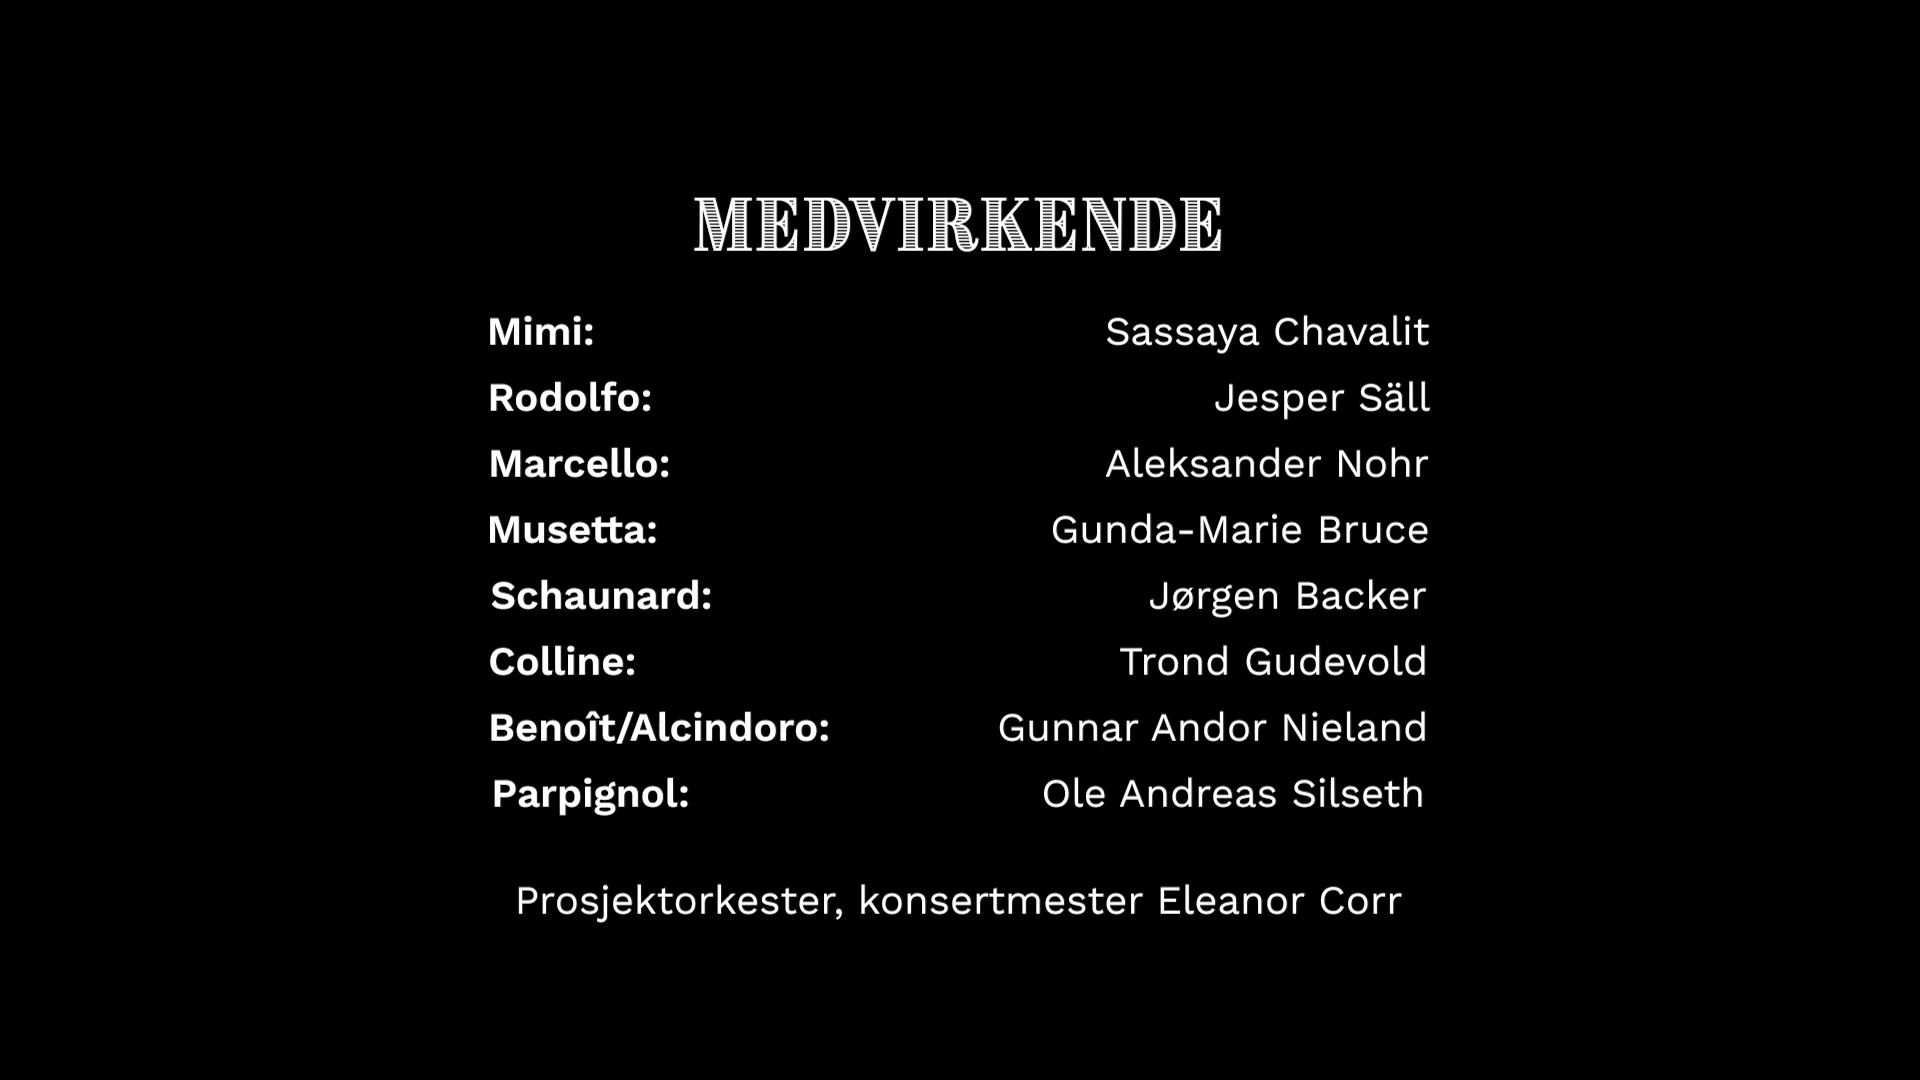 MEDVIRKENDE
Mimi: Sassaya Chavalit
Rodolfo: Jesper Säll
Marcello: Aleksander Nohr
Musetta: Gunda-Marie Bruce
Schaunard: Jørgen Backer
Colline: Trond Gudevold
Benoît/Alcindoro: Gunnar Andor Nieland
Parpignol: Ole Andreas Silseth
Prosjektorkester, konsertmester Eleanor Corr